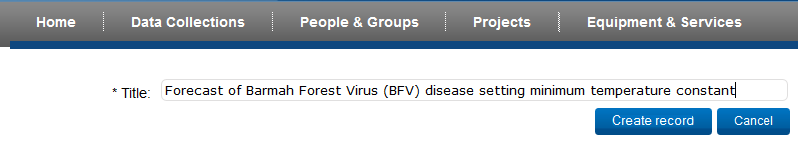 Home Data Collections People & Groups Projects Equipment & Services
* Title: Forecast of Barmah Forest Virus (BFV) disease setting minimum temperature constant
Create record Cancel